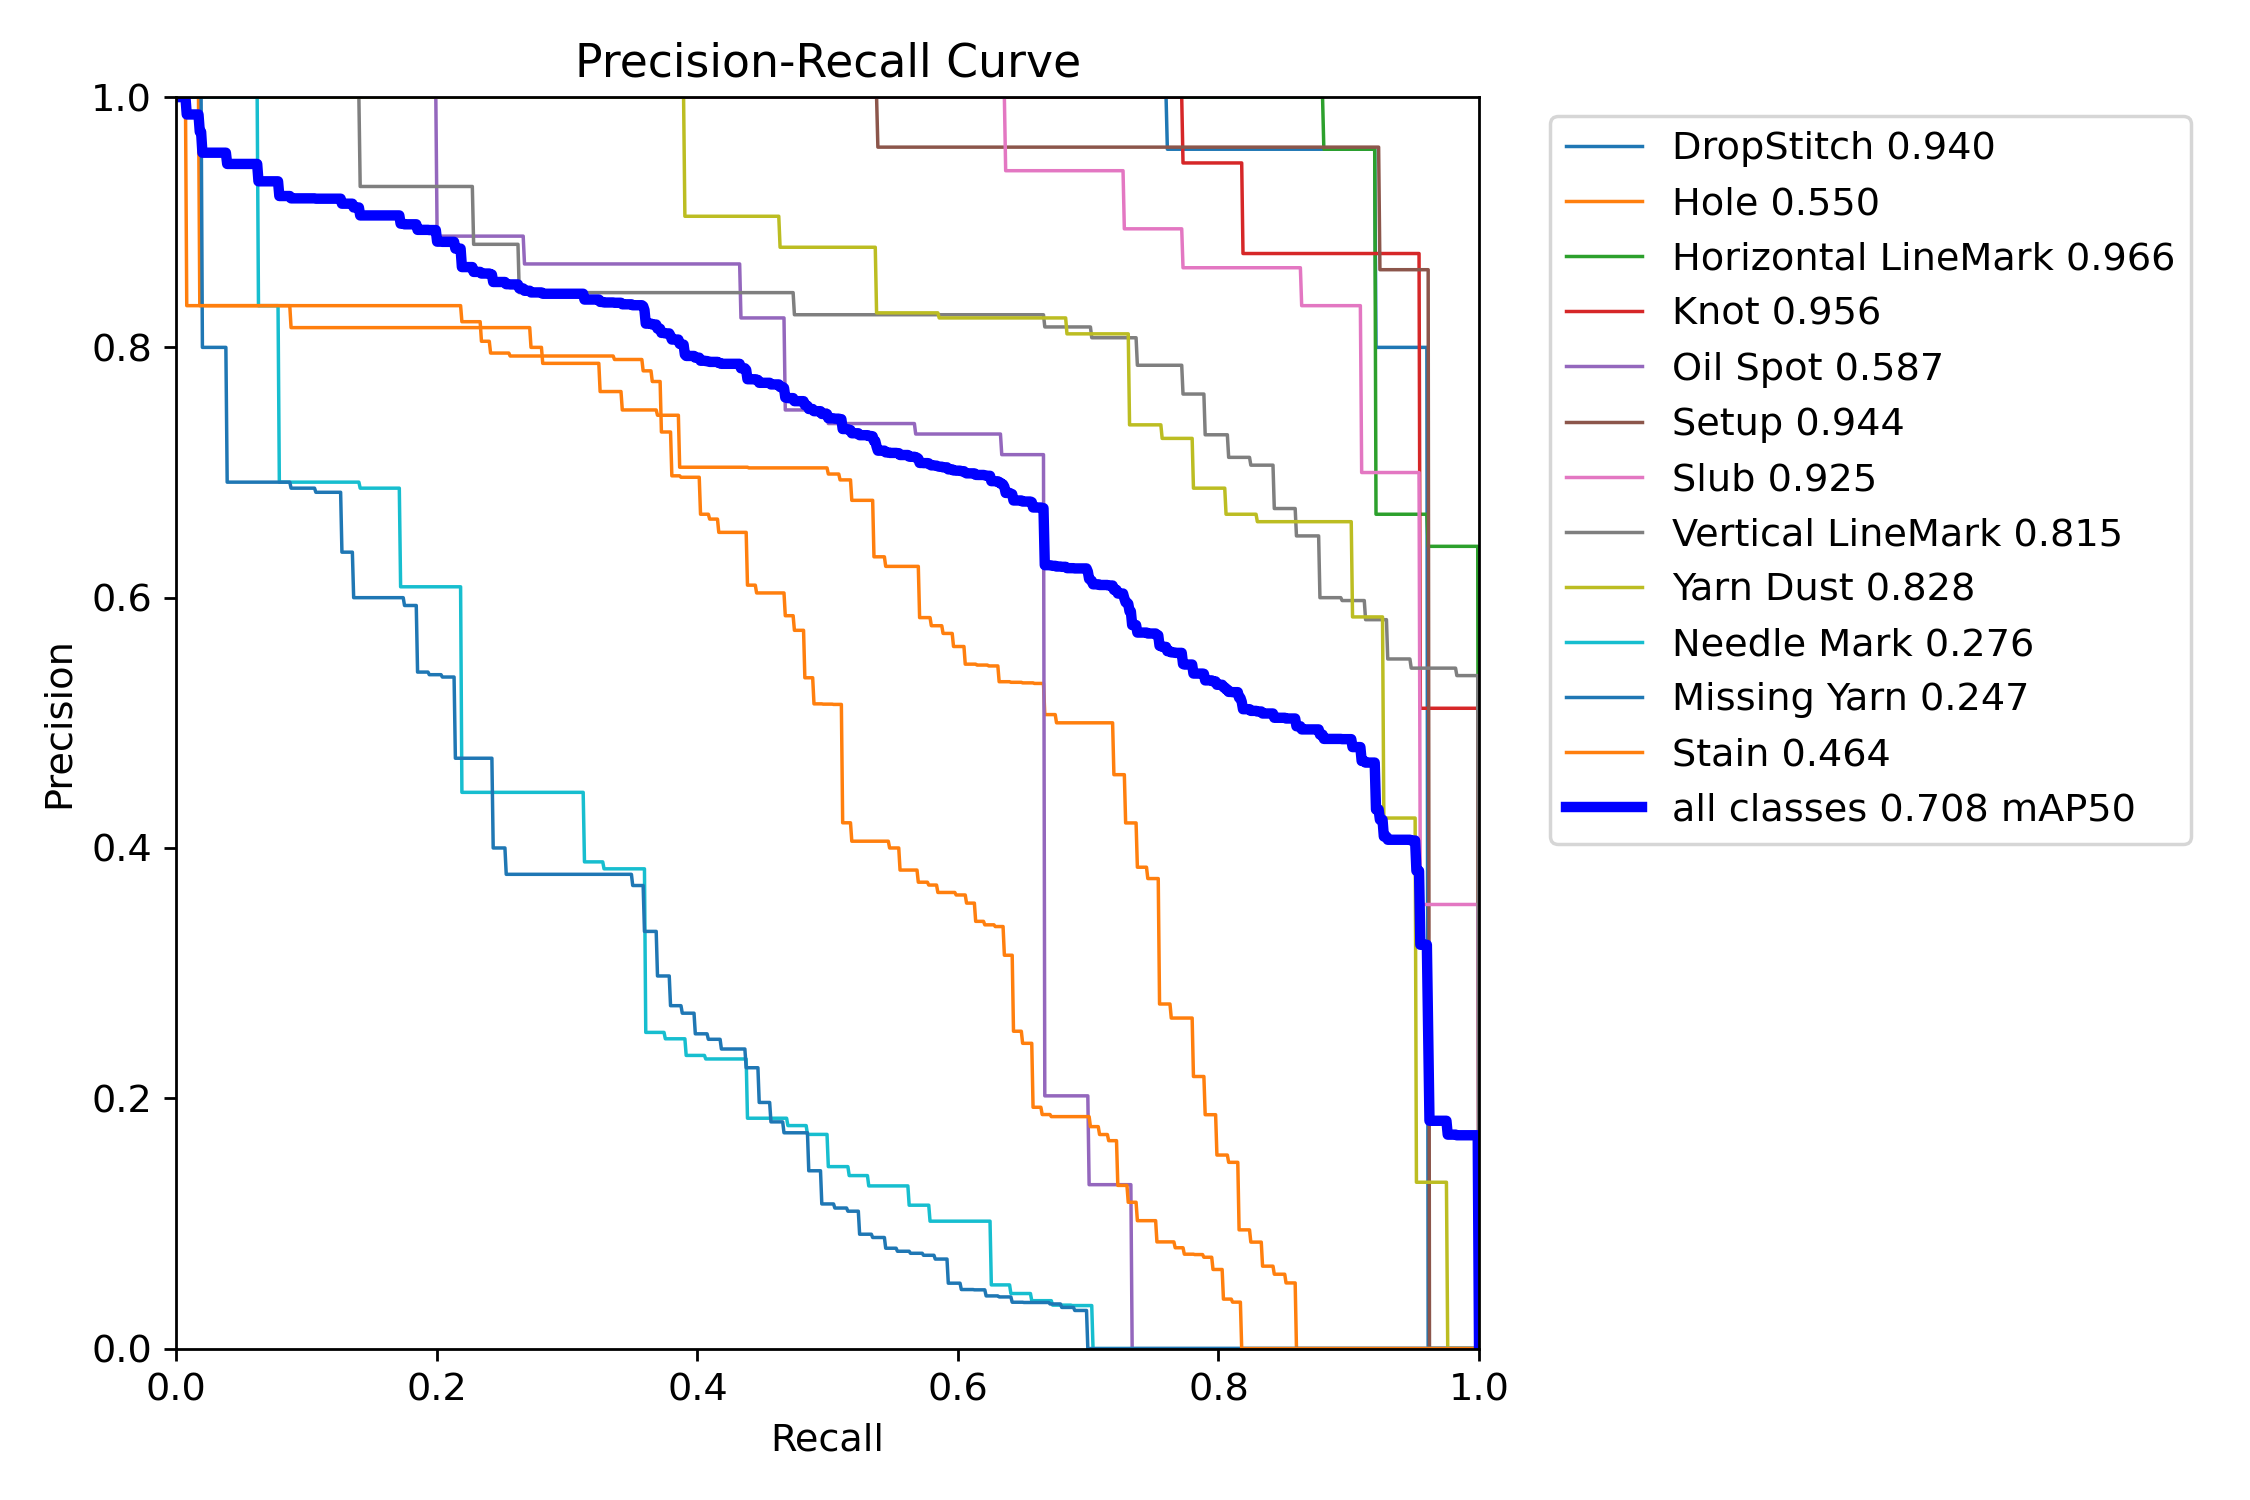 Precision-Recall Curve
1.0
0.8
0.6
0.4
0.2
0.0
Precision
0.0 0.2 0.4 0.6 0.8 1.0
Recall
DropStitch 0.940
Hole 0.550
Horizontal LineMark 0.966
Knot 0.956
Oil Spot 0.587
Setup 0.944
Slub 0.925
Vertical LineMark 0.815
Yarn Dust 0.828
Needle Mark 0.276
Missing Yarn 0.247
Stain 0.464
all classes 0.708 mAP50